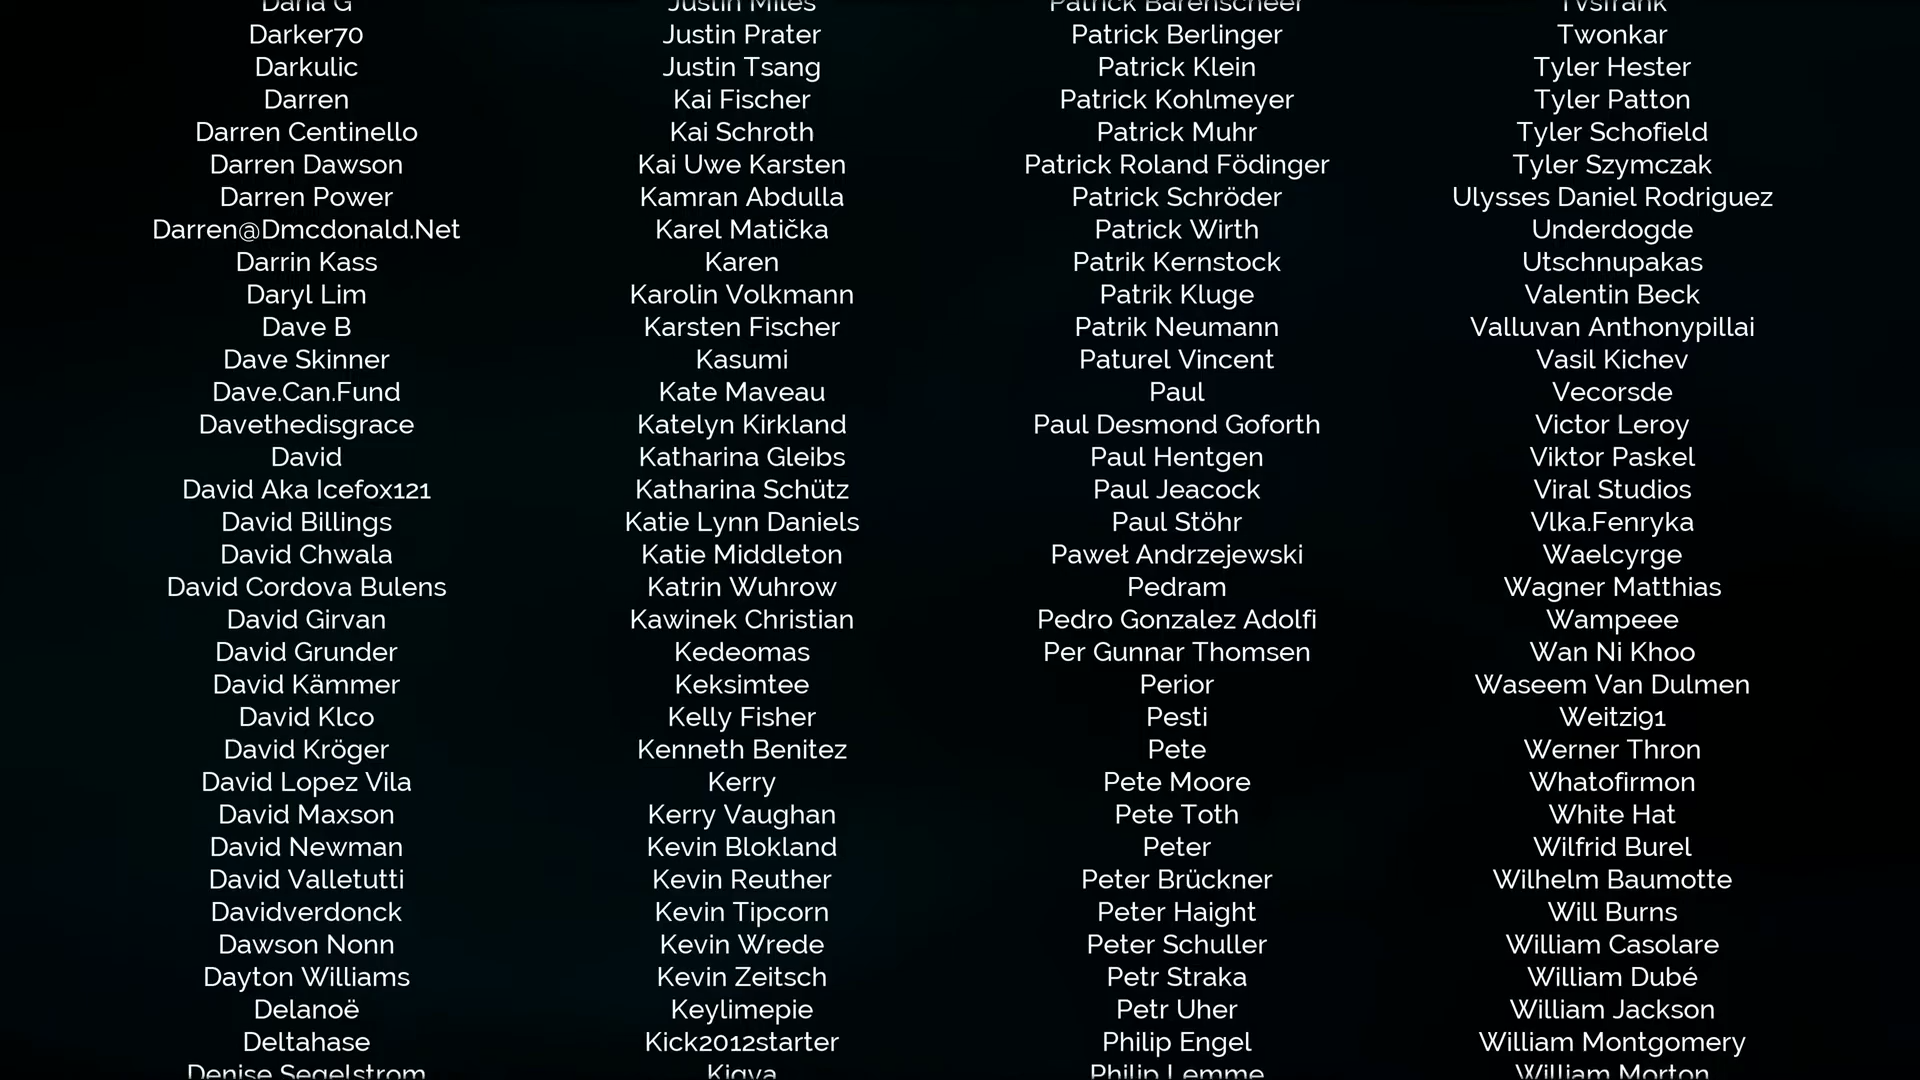 Daria G
Darker70
Darkulic
Darren
Darren Centinello
Darren Dawson
Darren Power
Darren@Dmcdonald.Net
Darrin Kass
Daryl Lim
Dave B
Dave Skinner
Dave.Can.Fund
Davethedisgrace
David
David Aka Icefox121
David Billings
David Chwala
David Cordova Bulens
David Girvan
David Grunder
David Kämmer
David Klco
David Kröger
David Lopez Vila
David Maxson
David Newman
David Valletutti
Davidverdonck
Dawson Nonn
Dayton Williams
Delanoë
Deltahase
Denise Segelstrom
Justin Miles
Justin Prater
Justin Tsang
Kai Fischer
Kai Schroth
Kai Uwe Karsten
Kamran Abdulla
Karel Matička
Karen
Karolin Volkmann
Karsten Fischer
Kasumi
Kate Maveau
Katelyn Kirkland
Katharina Gleibs
Katharina Schütz
Katie Lynn Daniels
Katie Middleton
Katrin Wuhrow
Kawinek Christian
Kedeomas
Keksimtee
Kelly Fisher
Kenneth Benitez
Kerry
Kerry Vaughan
Kevin Blokland
Kevin Reuther
Kevin Tipcorn
Kevin Wrede
Kevin Zeitsch
Keylimepie
Kick2012starter
Patrick Berlinger
Patrick Klein
Patrick Kohlmeyer
Patrick Muhr
Patrick Roland Födinger
Patrick Schröder
Patrick Wirth
Patrik Kernstock
Patrik Kluge
Patrik Neumann
Paturel Vincent
Paul
Paul Desmond Goforth
Paul Hentgen
Paul Jeacock
Paul Stöhr
Paweł Andrzejewski
Pedram
Pedro Gonzalez Adolfi
Per Gunnar Thomsen
Perior
Pesti
Pete
Pete Moore
Pete Toth
Peter
Peter Brückner
Peter Haight
Peter Schuller
Petr Straka
Petr Uher
Philip Engel
Philip Lemme
Twonkar
Tyler Hester
Tyler Patton
Tyler Schofield
Tyler Szymczak
Ulysses Daniel Rodriguez
Underdogde
Utschnupakas
Valentin Beck
Valluvan Anthonypillai
Vasil Kichev
Vecorsde
Victor Leroy
Viktor Paskel
Viral Studios
Vlka.Fenryka
Waelcyrge
Wagner Matthias
Wampeee
Wan Ni Khoo
Waseem Van Dulmen
Weitzi91
Werner Thron
Whatofirmon
White Hat
Wilfrid Burel
Wilhelm Baumotte
Will Burns
William Casolare
William Dubé
William Jackson
William Montgomery
William Morton